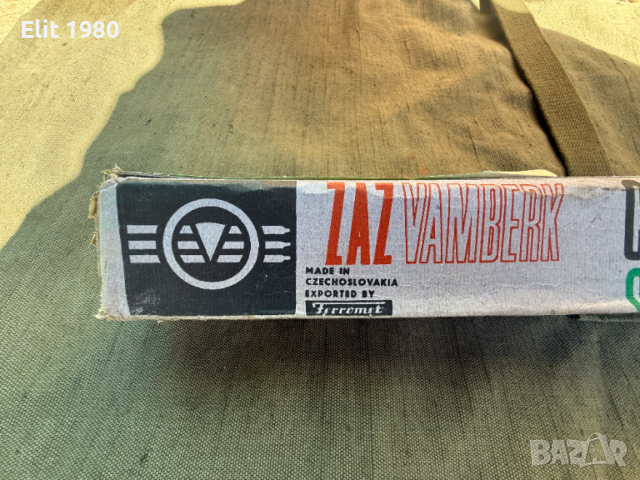 Elit 1980
V
ZAZ VAMBERK
MADE IN
CZECHOSLOVAKIA
EXPORTED BY
Ferromet
BAZAR